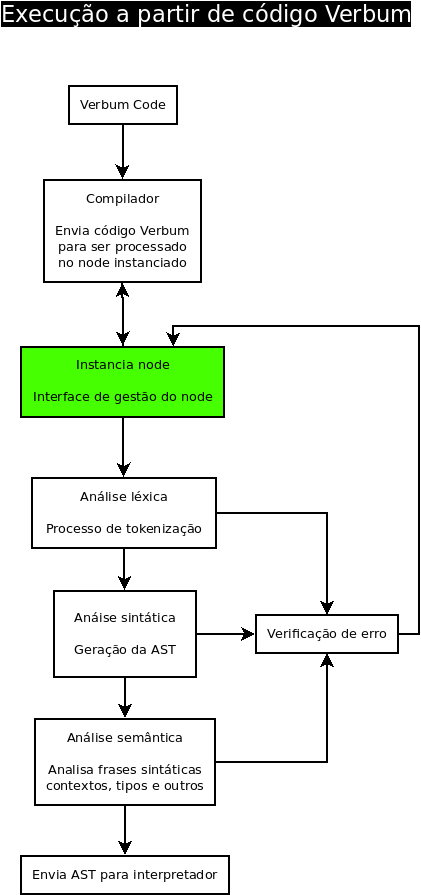 Execução a partir de código Verbum
Verbum Code
Compilador
Envia código Verbum
para ser processado
no node instanciado
Instancia node
Interface de gestão do node
Análise léxica
Processo de tokenização
Anáise sintática
Geração da AST
Verificação de erro
Análise semântica
Analisa frases sintáticas
contextos, tipos e outros
Envia AST para interpretador